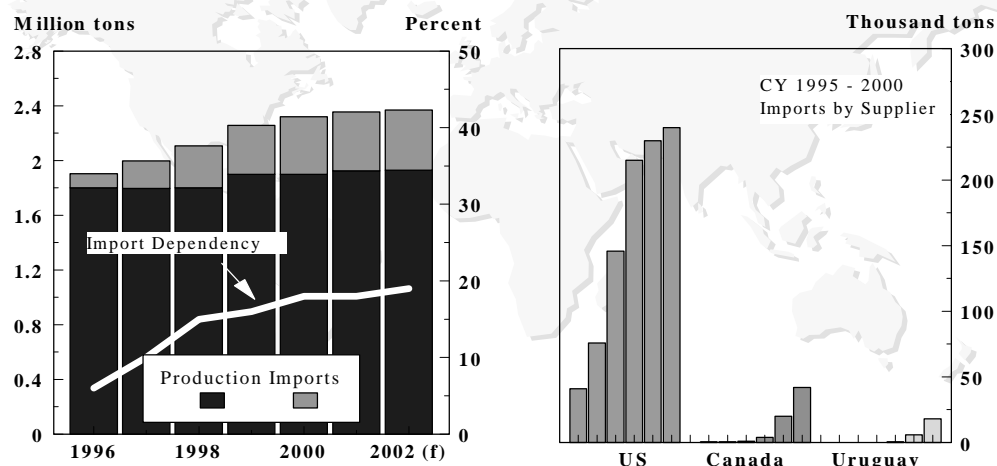 Million tons
Percent
2.8
2.4
2
1.6
1.2
0.8
0.4
0
50
40
30
20
10
0
Import Dependency
Production Imports
1996
1998
2000
2002 (f)
Thousand tons
300
250
200
150
100
50
0
CY 1995 - 2000
Imports by Supplier
US
Canada
Uruguay